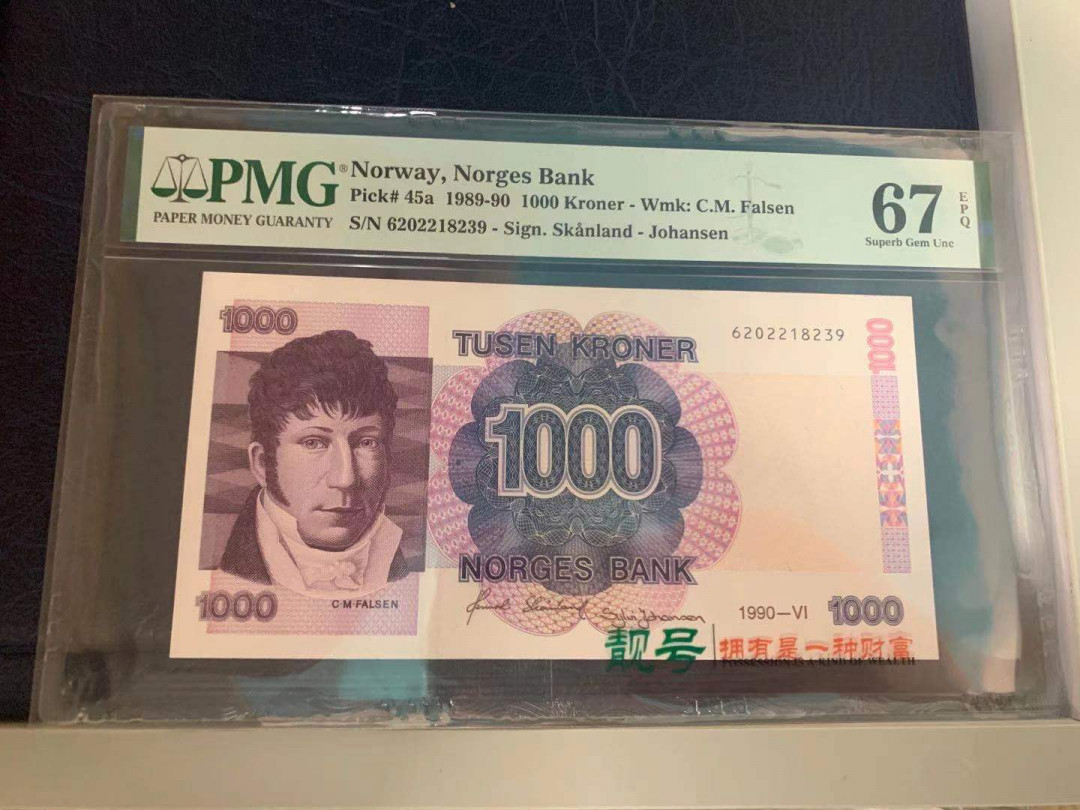 PMG®
PAPER MONEY GUARANTY
Norway, Norges Bank
Pick# 45a 1989-90 1000 Kroner - Wmk: C.M. Falsen
S/N 6202218239 - Sign. Skånland - Johansen
67
EPQ
Superb Gem Unc
1000
TUSEN KRONER
6202218239
1000
1000
NORGES BANK
1000
C·M·FALSEN
1990—VI
1000
靓号
拥有是一种财富
POSSESSION IS A KIND OF WEALTH